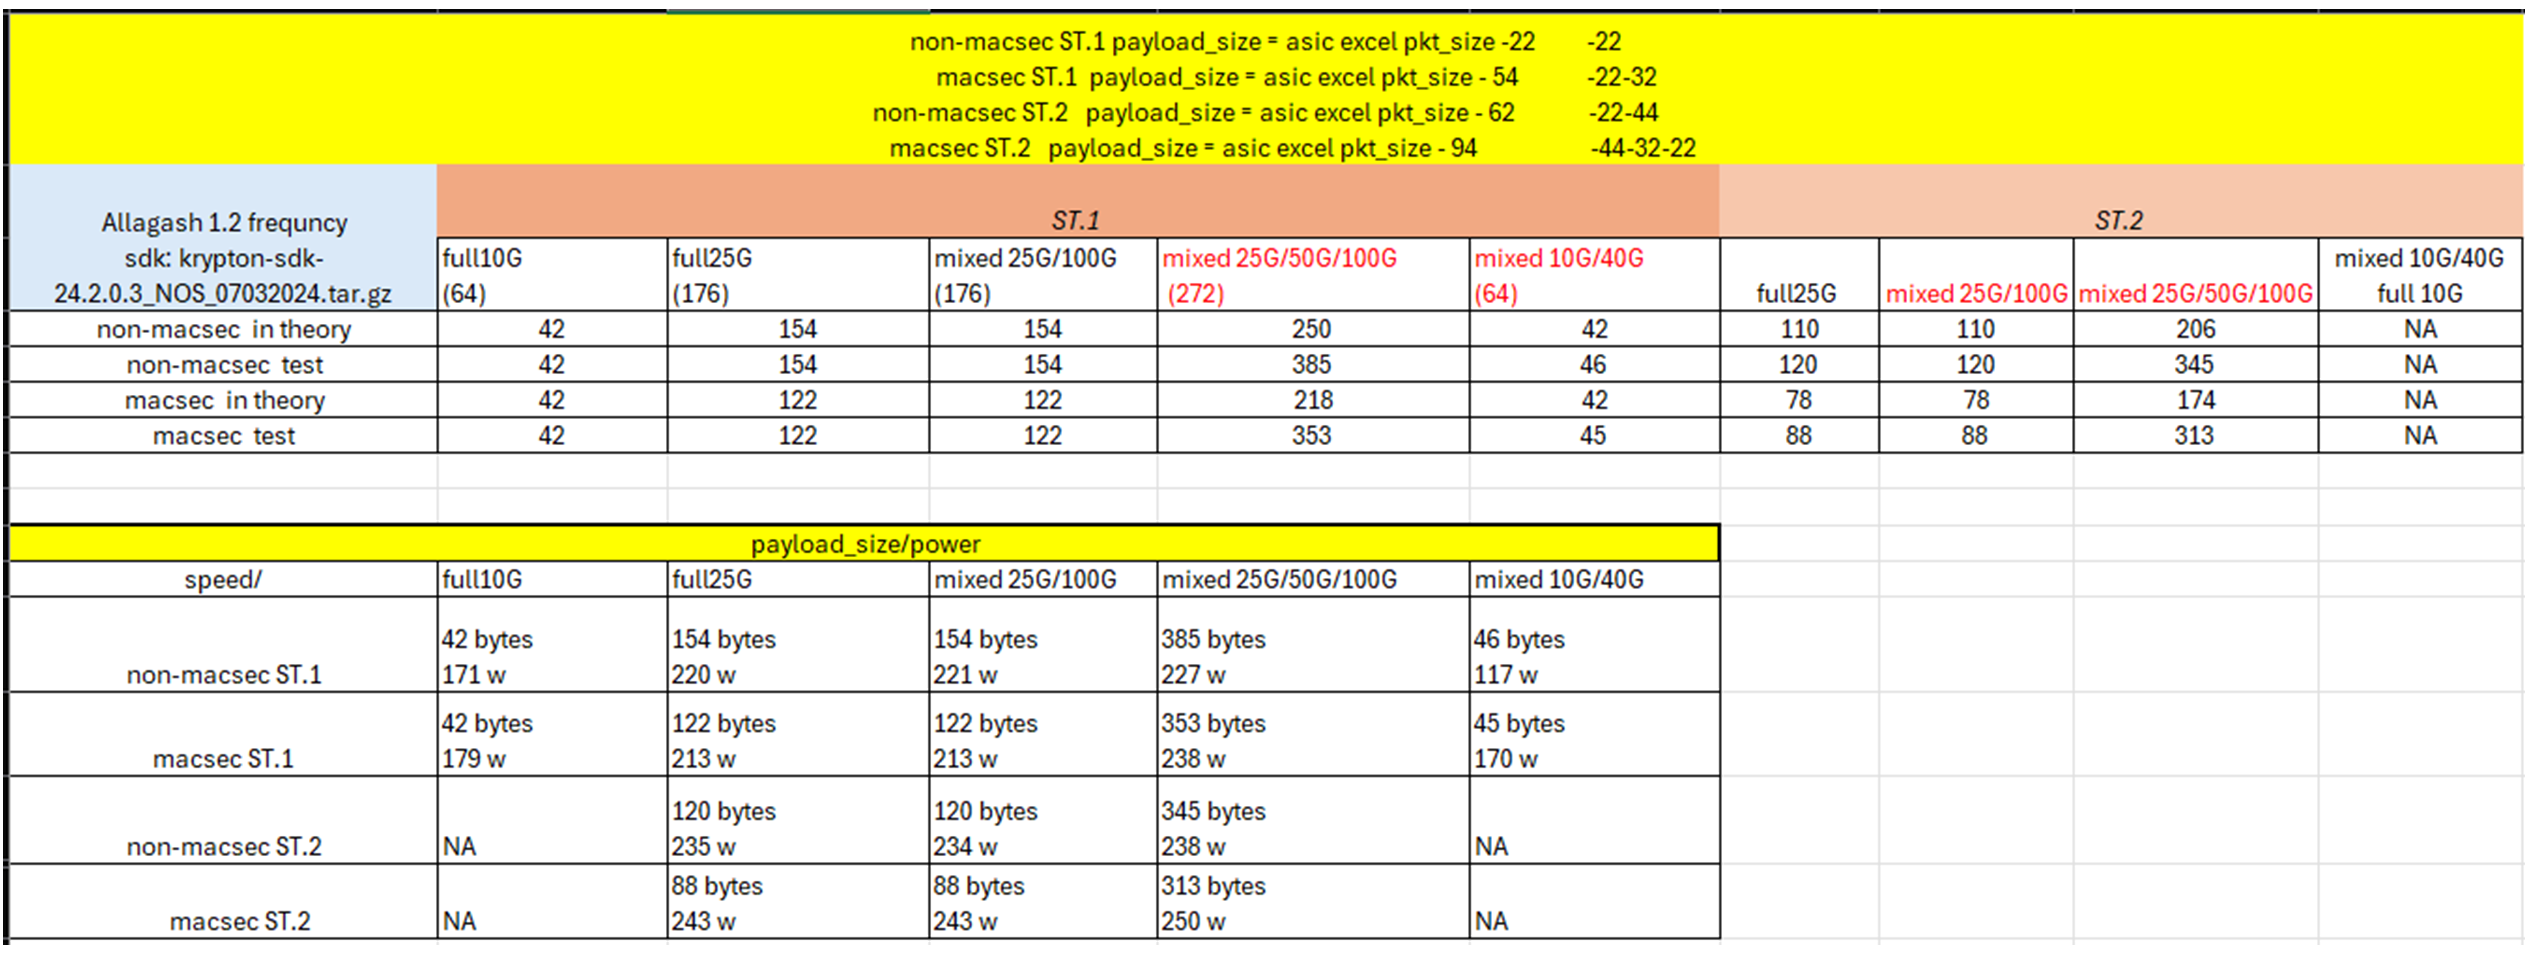 non-macsec ST.1 payload_size = asic excel pkt_size -22 -22
macsec ST.1 payload_size = asic excel pkt_size - 54 -22-32
non-macsec ST.2 payload_size = asic excel pkt_size - 62 -22-44
macsec ST.2 payload_size = asic excel pkt_size - 94 -44-32-22
Allagash 1.2 frequncy
sdk: krypton-sdk-
24.2.0.3_NOS_07032024.tar.gz
ST.1
ST.2
full10G
(64)
full25G
(176)
mixed 25G/100G
(176)
mixed 25G/50G/100G
(272)
mixed 10G/40G
(64)
full25G
mixed 25G/100G
mixed 25G/50G/100G
mixed 10G/40G
full 10G
non-macsec in theory 42 154 154 250 42 110 110 206 NA
non-macsec test 42 154 154 385 46 120 120 345 NA
macsec in theory 42 122 122 218 42 78 78 174 NA
macsec test 42 122 122 353 45 88 88 313 NA
payload_size/power
speed/ full10G full25G mixed 25G/100G mixed 25G/50G/100G mixed 10G/40G
42 bytes 154 bytes 154 bytes 385 bytes 46 bytes
non-macsec ST.1 171 w 220 w 221 w 227 w 117 w
42 bytes 122 bytes 122 bytes 353 bytes 45 bytes
macsec ST.1 179 w 213 w 213 w 238 w 170 w
120 bytes 120 bytes 345 bytes
non-macsec ST.2 NA 235 w 234 w 238 w NA
88 bytes 88 bytes 313 bytes
macsec ST.2 NA 243 w 243 w 250 w NA